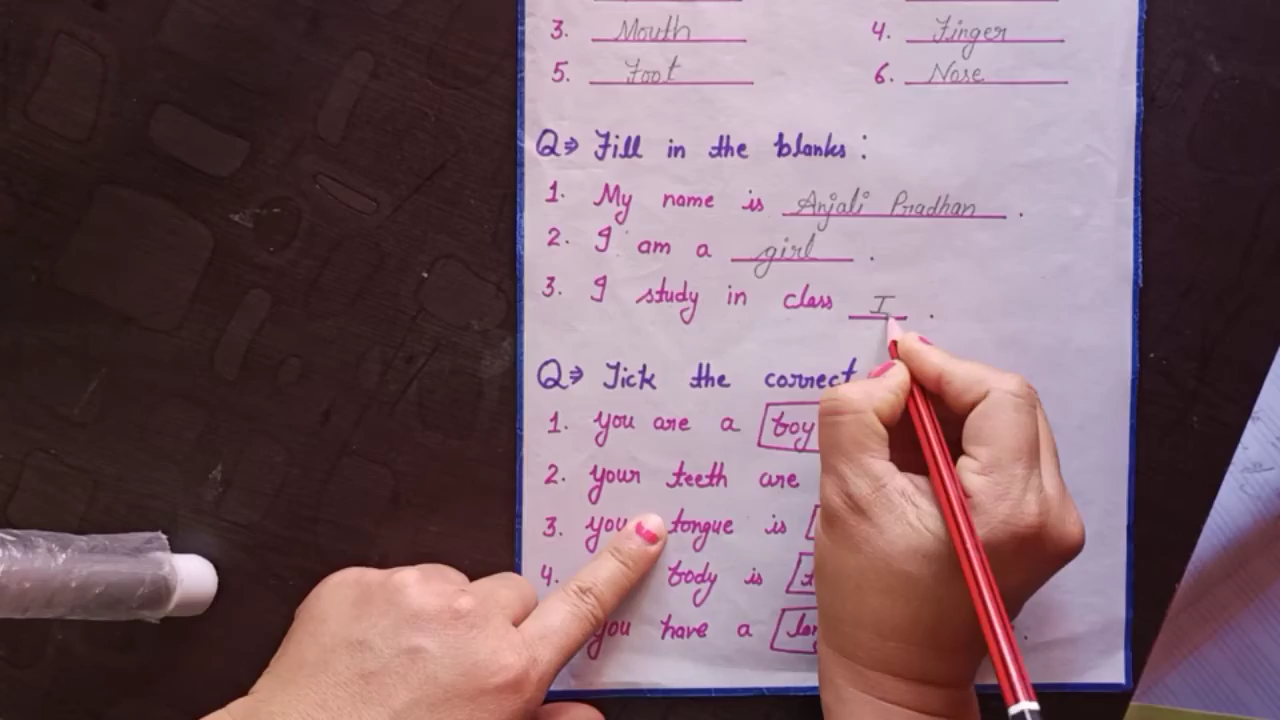 3. Mouth 4. Finger
5. Foot 6. Nose
Q⇒ Fill in the blanks :
1. My name is Anjali Pradhan .
2. I am a girl .
3. I study in class I .
Q⇒ Tick the correct
1. you are a boy
2. your teeth are
3. tongue is
4. body is
you have a